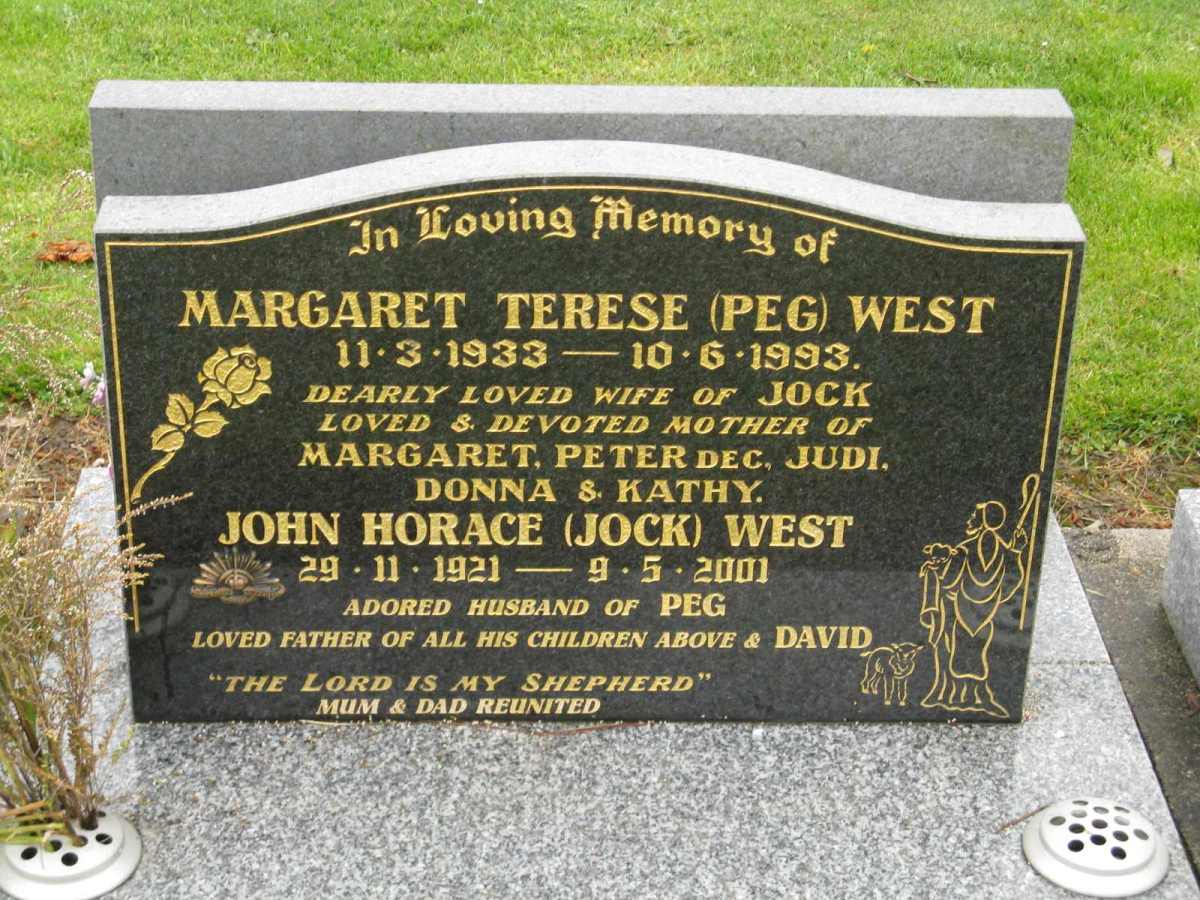 In Loving Memory of
MARGARET TERESE (PEG) WEST
11·3·1933 — 10·6·1993.
DEARLY LOVED WIFE OF JOCK
LOVED & DEVOTED MOTHER OF
MARGARET, PETER DEC, JUDI,
DONNA & KATHY.
JOHN HORACE (JOCK) WEST
29·11·1921 — 9·5·2001
ADORED HUSBAND OF PEG
LOVED FATHER OF ALL HIS CHILDREN ABOVE & DAVID
"THE LORD IS MY SHEPHERD"
MUM & DAD REUNITED